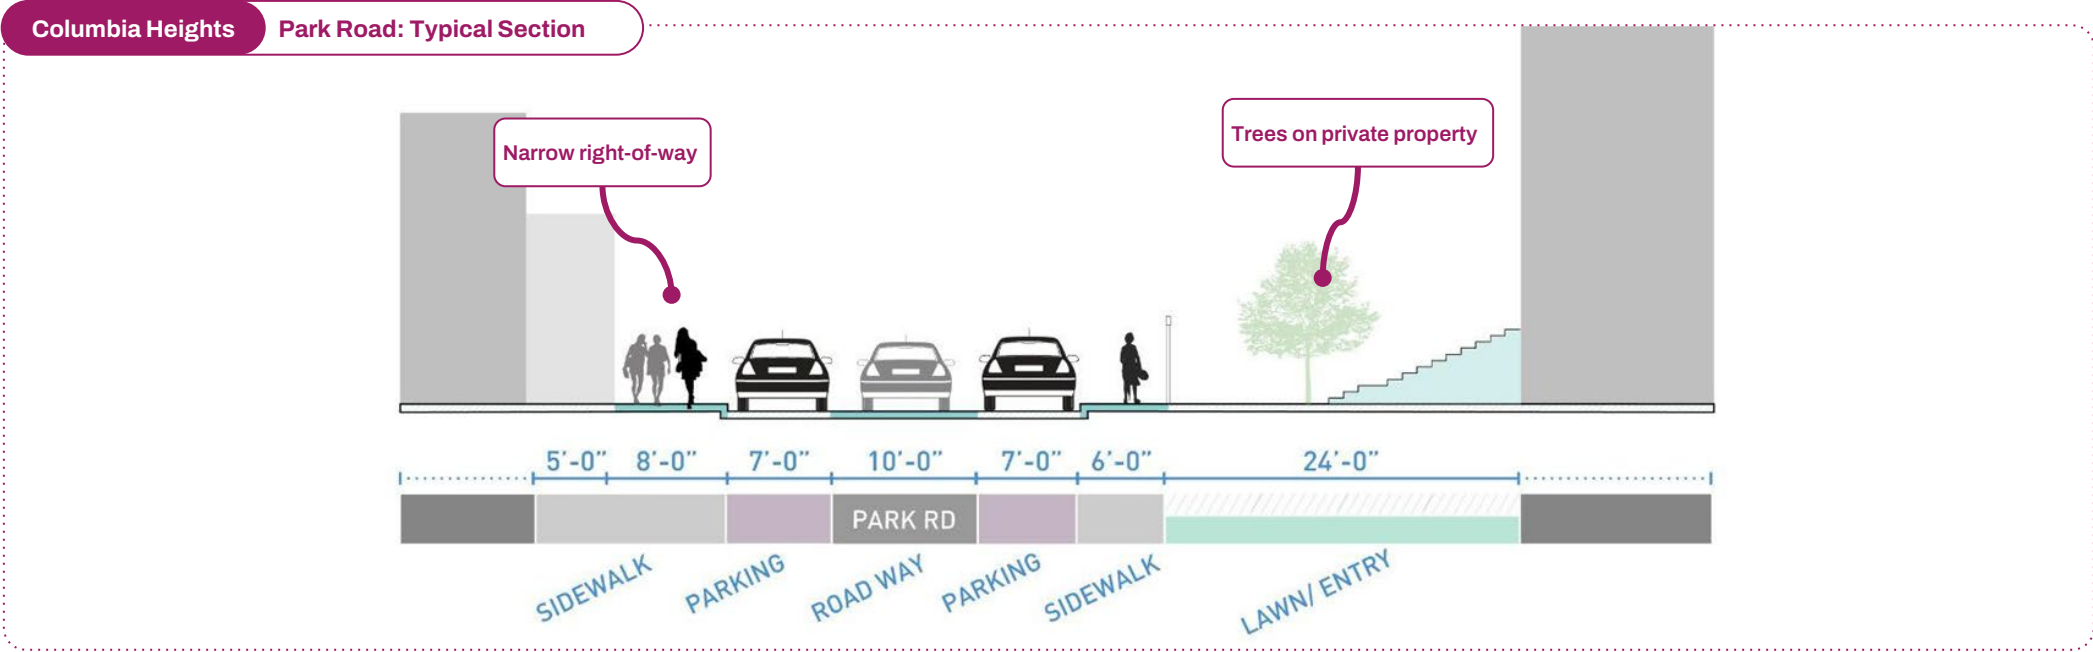 Columbia Heights
Park Road: Typical Section
Narrow right-of-way
Trees on private property
5'-0" 8'-0" 7'-0" 10'-0" 7'-0" 6'-0" 24'-0"
PARK RD
SIDEWALK PARKING ROAD WAY PARKING SIDEWALK LAWN/ ENTRY